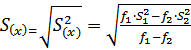 S₍ₓ₎₌√S²₍ₓ₎ = √((f₁·S₁²−f₂·S₂²)/(f₁−f₂))